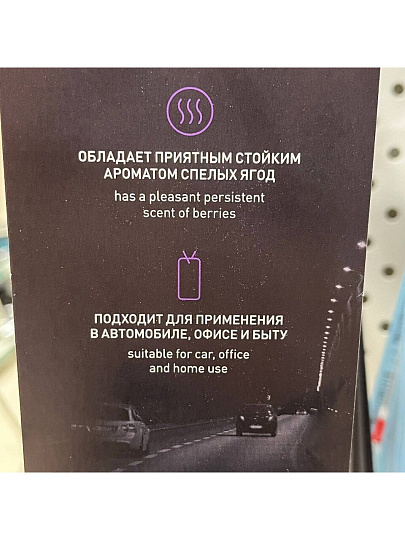 ОБЛАДАЕТ ПРИЯТНЫМ СТОЙКИМ
АРОМАТОМ СПЕЛЫХ ЯГОД
has a pleasant persistent
scent of berries
ПОДХОДИТ ДЛЯ ПРИМЕНЕНИЯ
В АВТОМОБИЛЕ, ОФИСЕ И БЫТУ
suitable for car, office
and home use